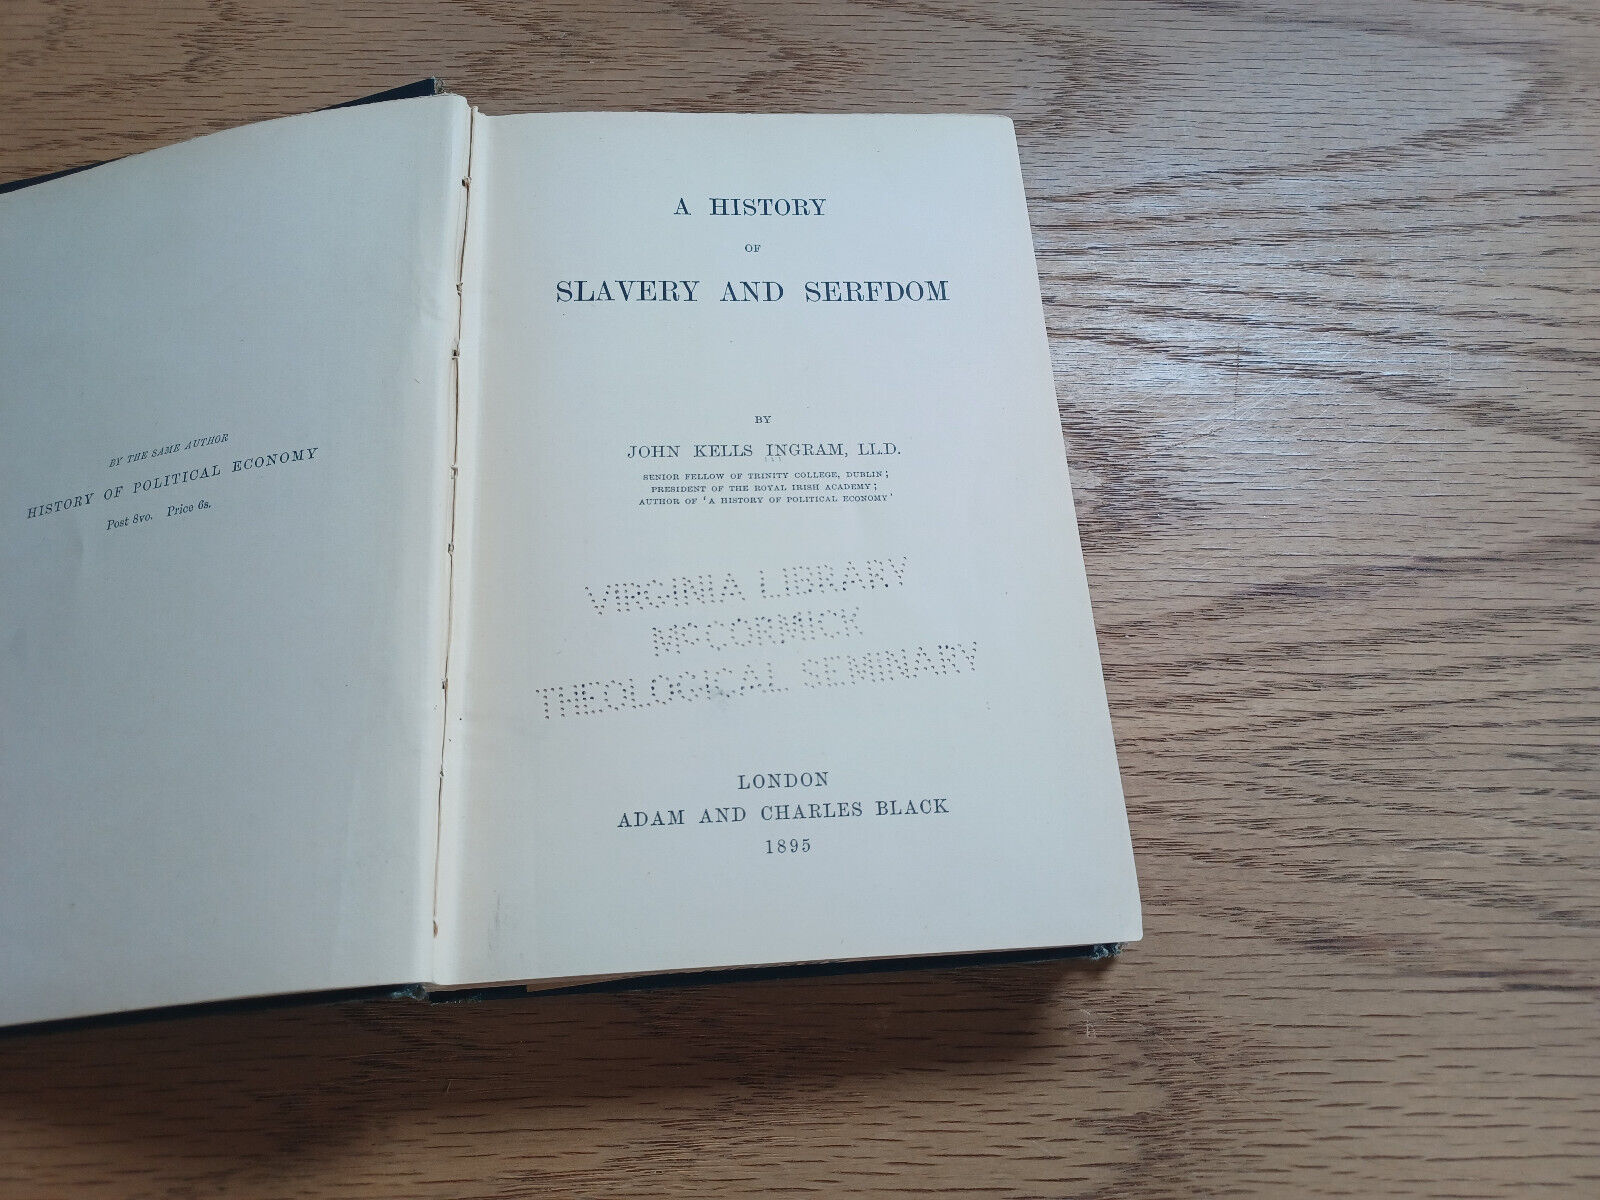 BY THE SAME AUTHOR
HISTORY OF POLITICAL ECONOMY
Post 8vo. Price 6s.
A HISTORY
OF
SLAVERY AND SERFDOM
BY
JOHN KELLS INGRAM, LL.D.
SENIOR FELLOW OF TRINITY COLLEGE, DUBLIN;
PRESIDENT OF THE ROYAL IRISH ACADEMY;
AUTHOR OF 'A HISTORY OF POLITICAL ECONOMY'
VIRGINIA LIBRARY
McCORMICK
THEOLOGICAL SEMINARY
LONDON
ADAM AND CHARLES BLACK
1895